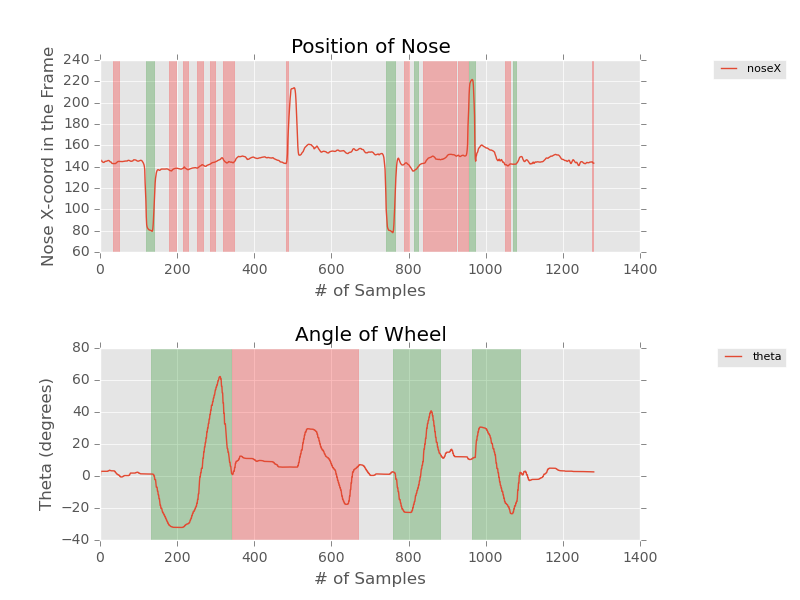 Position of Nose
240
220
200
180
160
140
120
100
80
60
Nose X-coord in the Frame
0 200 400 600 800 1000 1200 1400
# of Samples
noseX
Angle of Wheel
80
60
40
20
0
−20
−40
Theta (degrees)
0 200 400 600 800 1000 1200 1400
# of Samples
theta